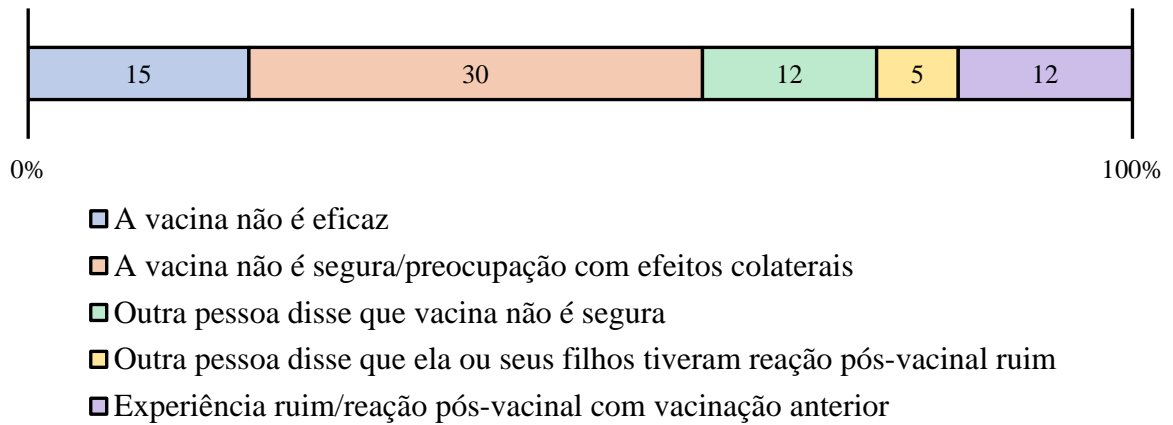 15 30 12 5 12
0% 100%
A vacina não é eficaz
A vacina não é segura/preocupação com efeitos colaterais
Outra pessoa disse que vacina não é segura
Outra pessoa disse que ela ou seus filhos tiveram reação pós-vacinal ruim
Experiência ruim/reação pós-vacinal com vacinação anterior